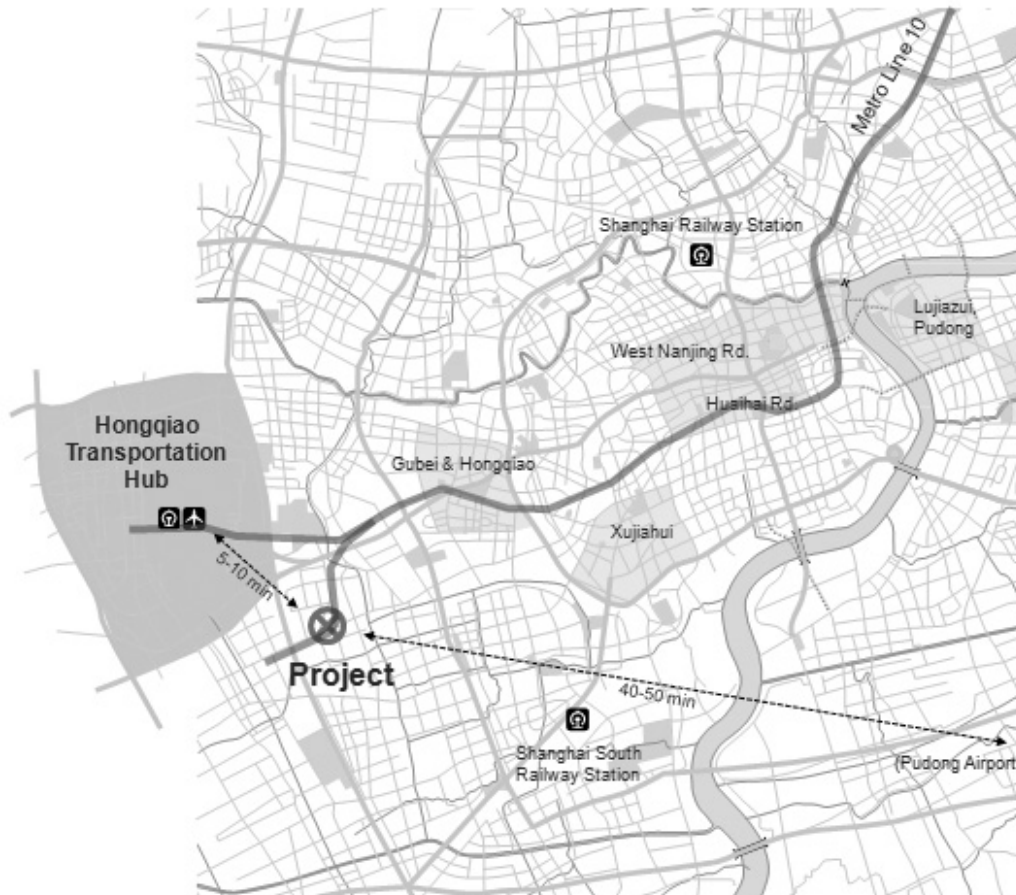 Metro Line 10
Shanghai Railway Station
Lujiazui,
Pudong
West Nanjing Rd.
Huaihai Rd.
Hongqiao
Transportation
Hub
Gubei & Hongqiao
Xujiahui
5-10 min
Project
40-50 min
Shanghai South
Railway Station
(Pudong Airport